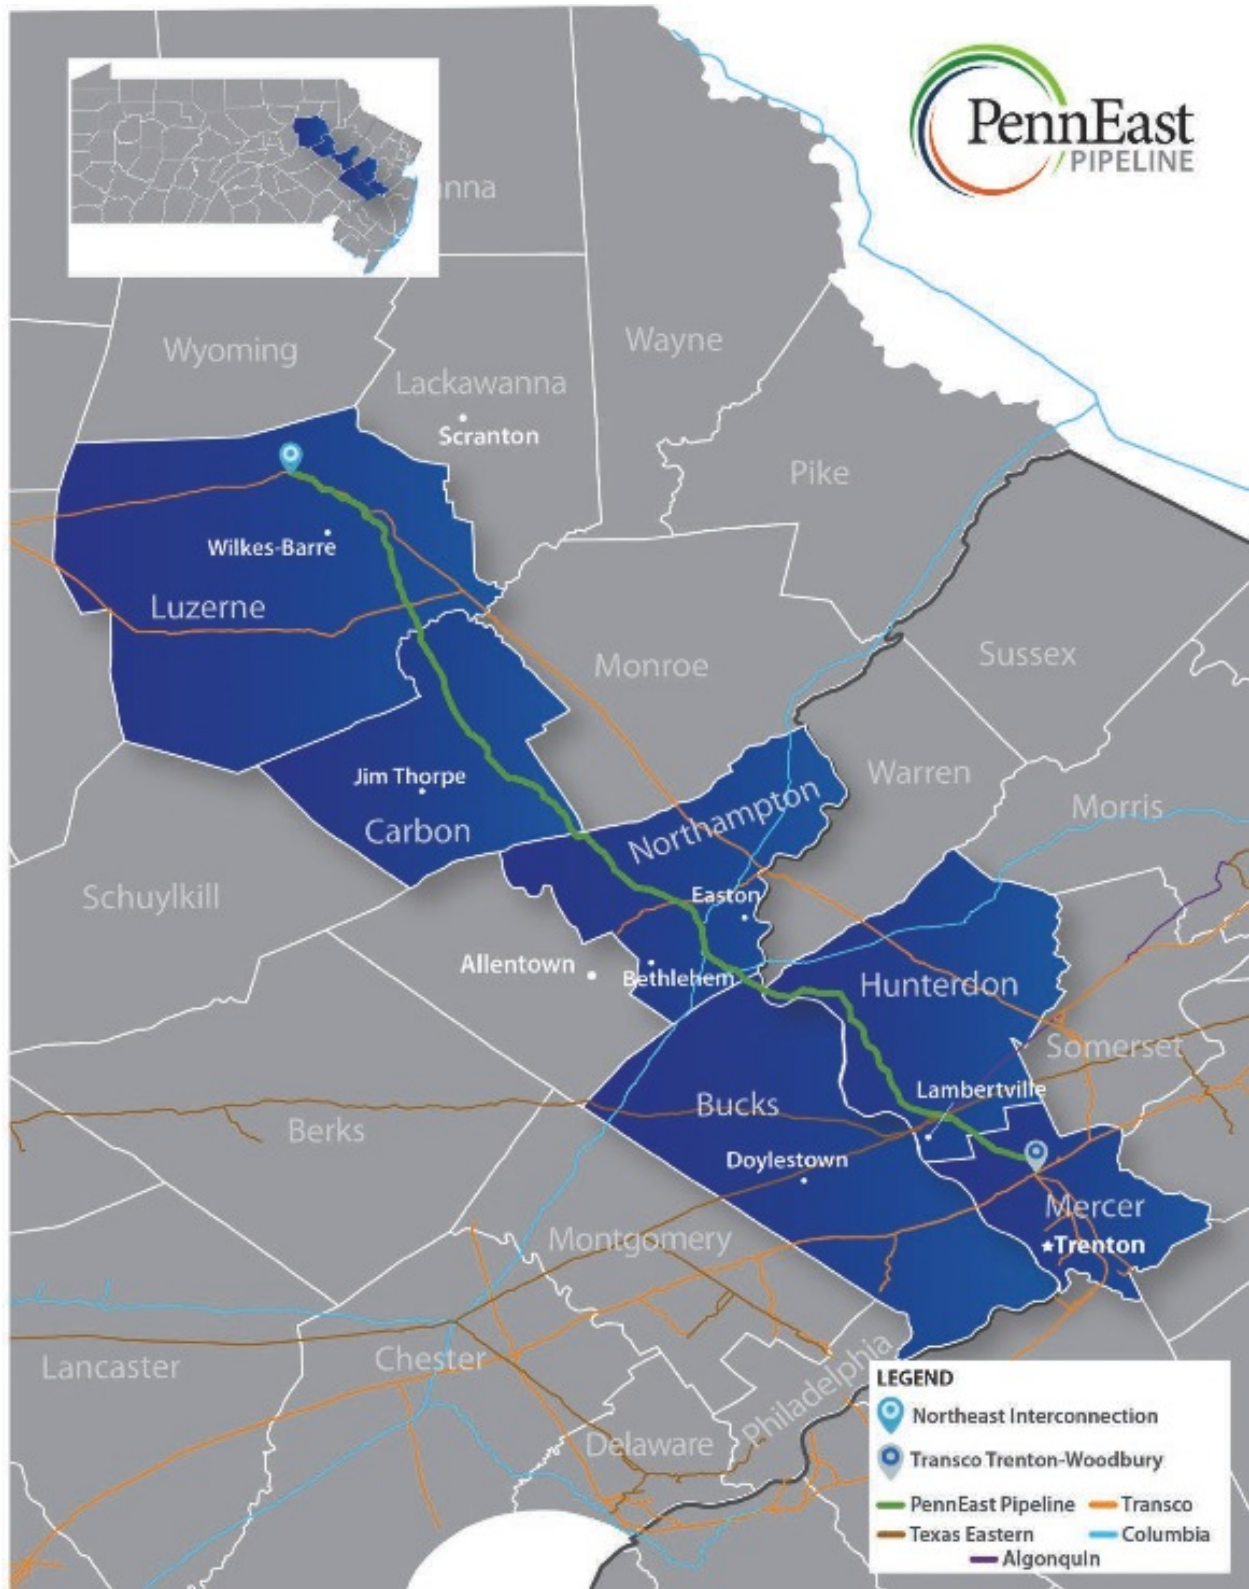 PennEast
PIPELINE
nna
Wyoming
Wayne
Lackawanna
Scranton
Pike
Wilkes-Barre
Luzerne
Monroe
Sussex
Jim Thorpe
Carbon
Northampton
Warren
Morris
Schuylkill
Easton
Allentown
Bethlehem
Hunterdon
Somerset
Lambertville
Bucks
Berks
Doylestown
Mercer
Montgomery
Trenton
Lancaster
Chester
Philadelphia
Delaware
LEGEND
Northeast Interconnection
Transco Trenton-Woodbury
PennEast Pipeline Transco
Texas Eastern Columbia
Algonquin